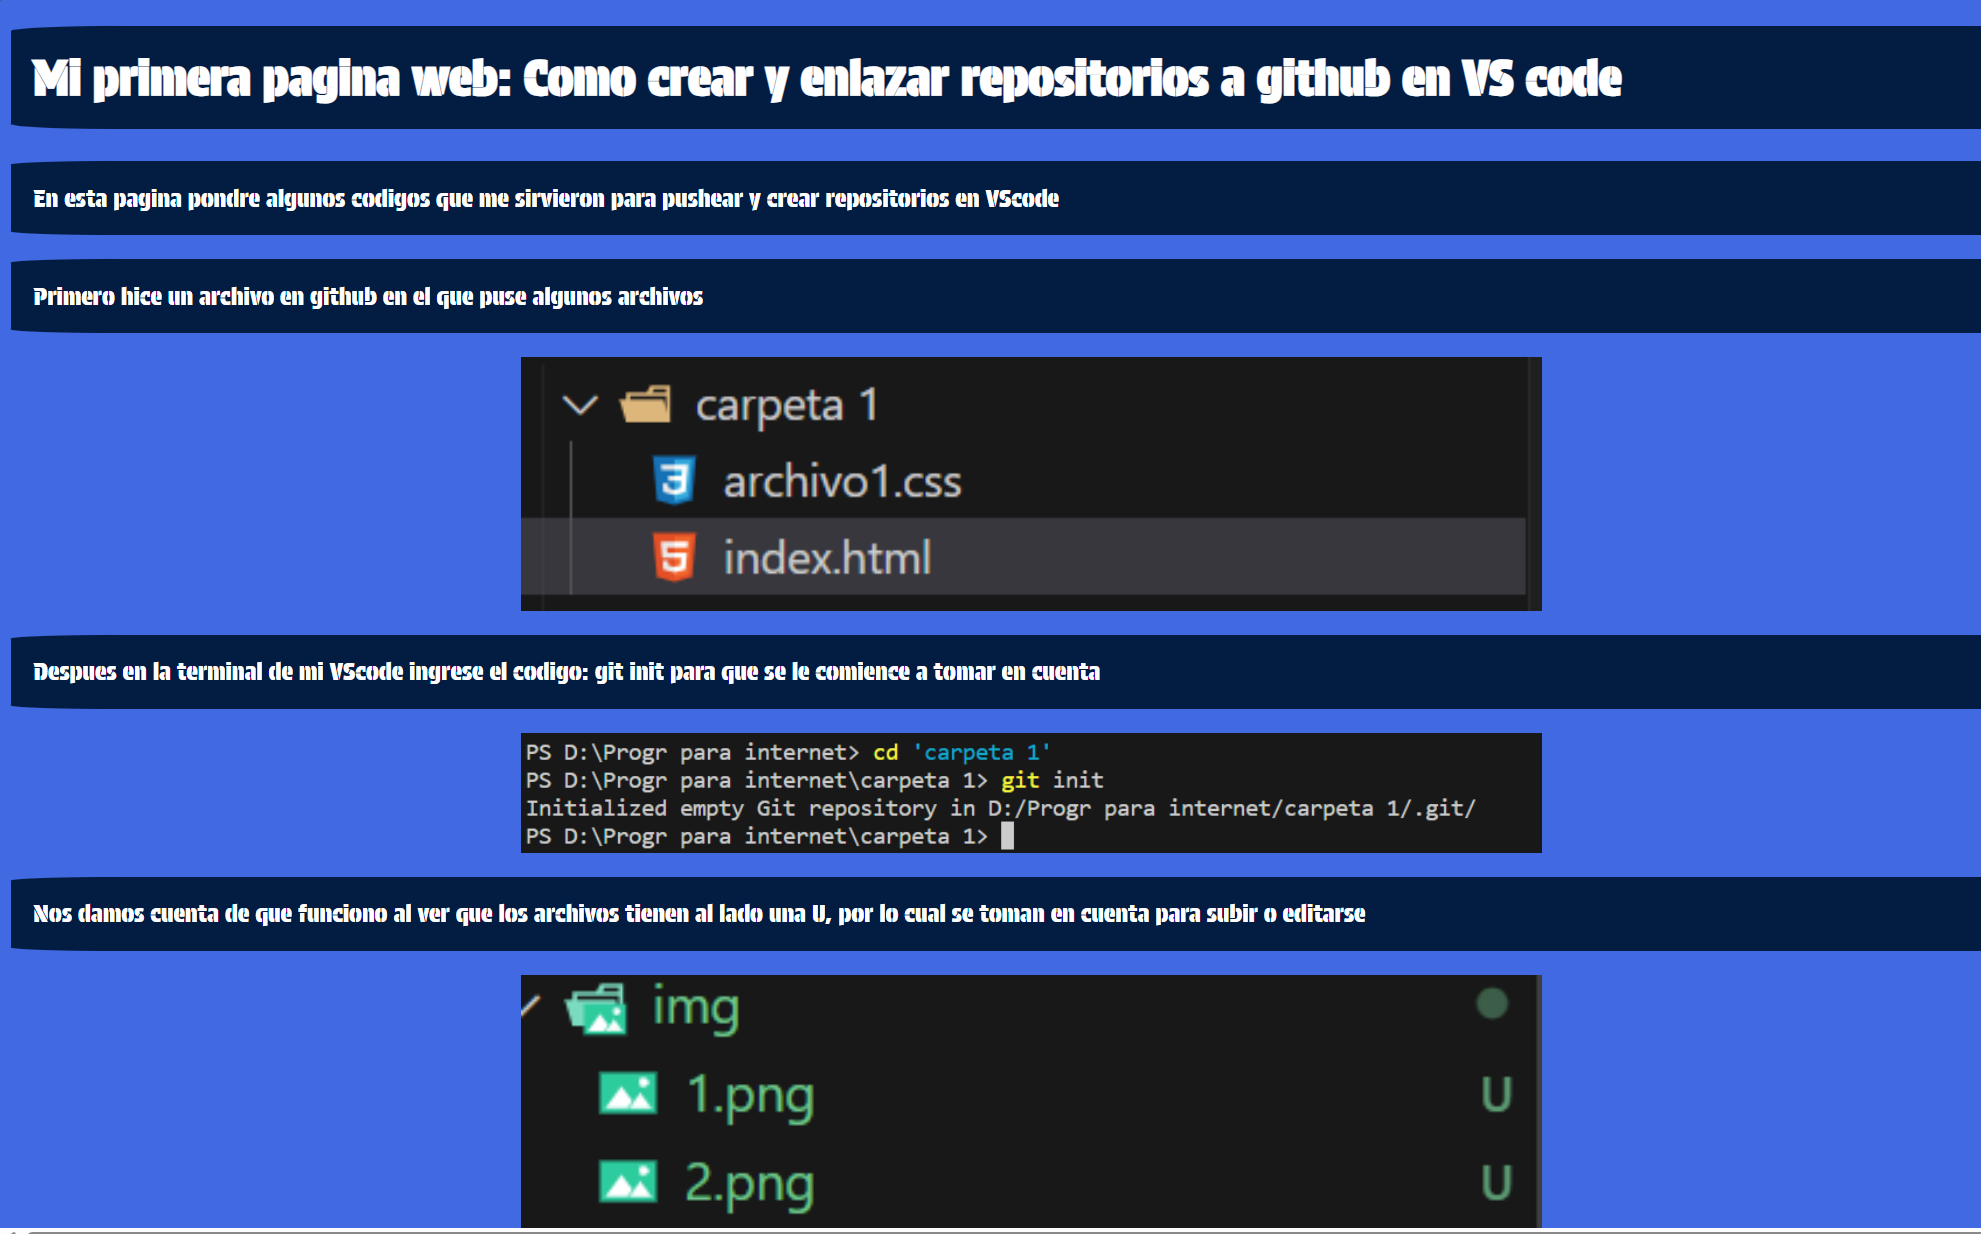 Mi primera pagina web: Como crear y enlazar repositorios a github en VS code
En esta pagina pondre algunos codigos que me sirvieron para pushear y crear repositorios en VScode
Primero hice un archivo en github en el que puse algunos archivos
carpeta 1
archivo1.css
index.html
Despues en la terminal de mi VScode ingrese el codigo: git init para que se le comience a tomar en cuenta
PS D:\Progr para internet> cd 'carpeta 1'
PS D:\Progr para internet\carpeta 1> git init
Initialized empty Git repository in D:/Progr para internet/carpeta 1/.git/
PS D:\Progr para internet\carpeta 1>
Nos damos cuenta de que funciono al ver que los archivos tienen al lado una U, por lo cual se toman en cuenta para subir o editarse
img
1.png U
2.png U